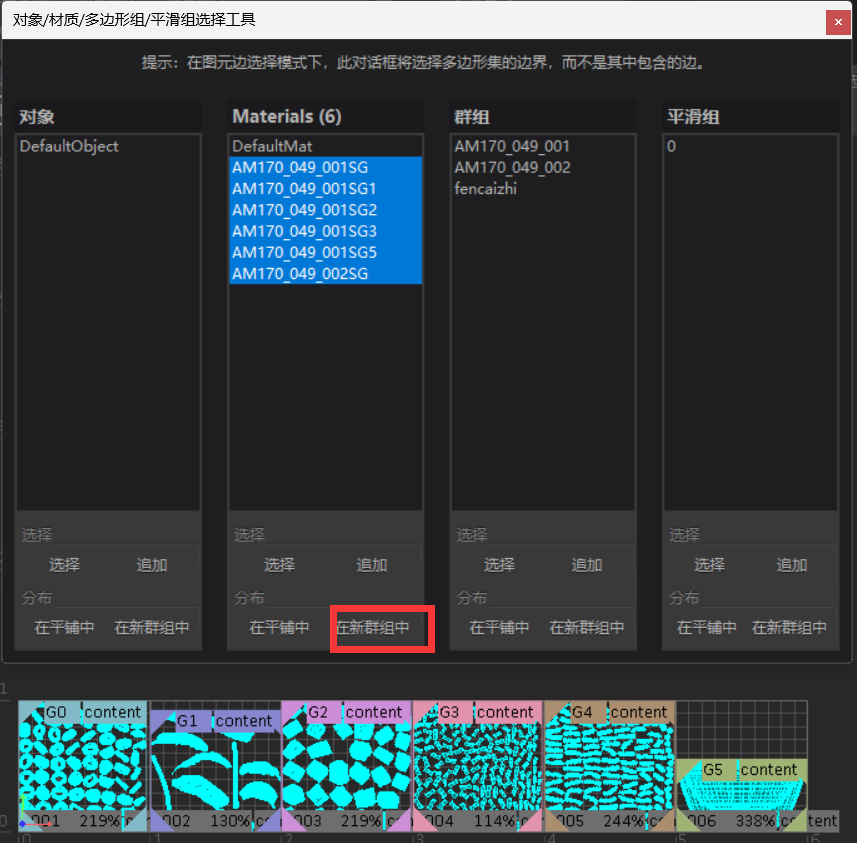 对象/材质/多边形组/平滑组选择工具
提示：在图元边选择模式下，此对话框将选择多边形集的边界，而不是其中包含的边。
对象
DefaultObject
选择
选择 追加
分布
在平铺中 在新群组中
Materials (6)
DefaultMat
AM170_049_001SG
AM170_049_001SG1
AM170_049_001SG2
AM170_049_001SG3
AM170_049_001SG5
AM170_049_002SG
选择
选择 追加
分布
在平铺中 在新群组中
群组
AM170_049_001
AM170_049_002
fencaizhi
选择
选择 追加
分布
在平铺中 在新群组中
平滑组
0
选择
选择 追加
分布
在平铺中 在新群组中
1
G0 content G1 content G2 content G3 content G4 content G5 content
0 001 219% 002 130% 003 219% 004 114% 005 244% 006 338% content
0 1 2 3 4 5 6